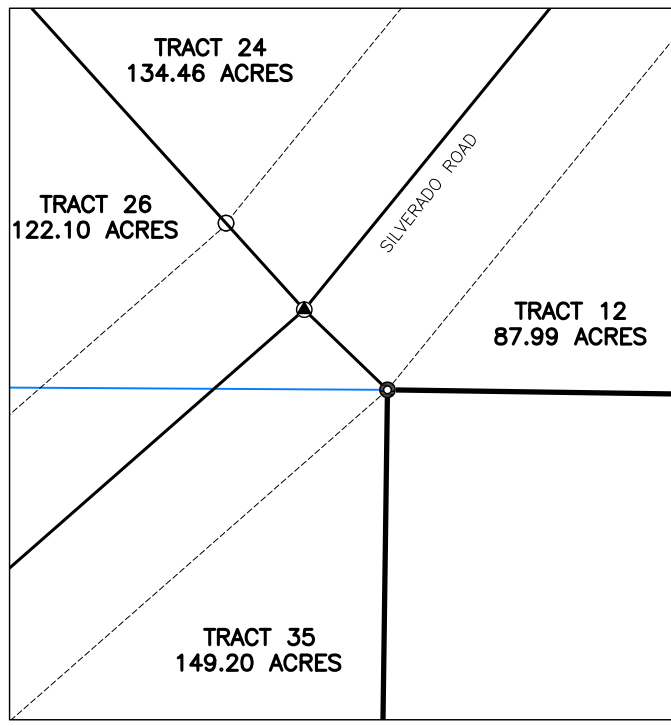 TRACT 24
134.46 ACRES
TRACT 26
122.10 ACRES
SILVERADO ROAD
TRACT 12
87.99 ACRES
TRACT 35
149.20 ACRES